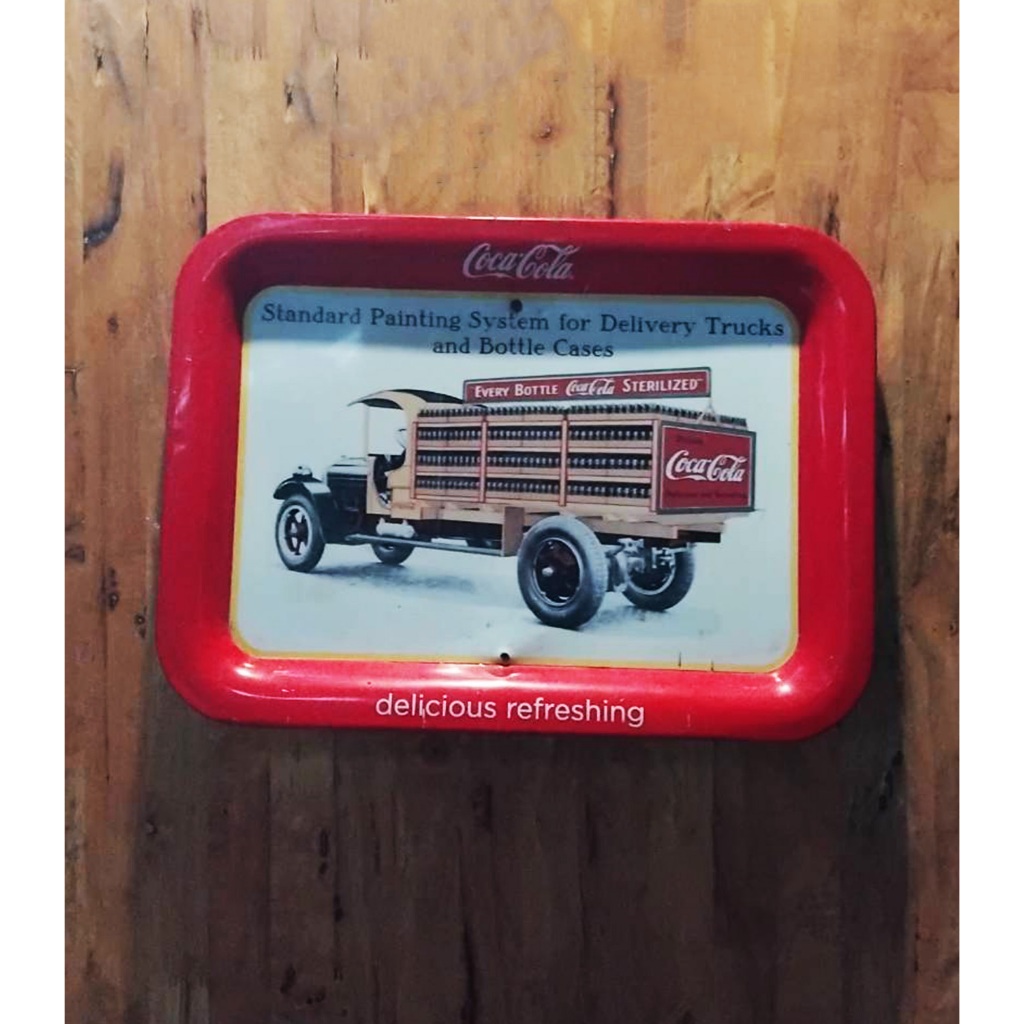 Coca-Cola
Standard Painting System for Delivery Trucks
and Bottle Cases
"EVERY BOTTLE Coca-Cola STERILIZED"
Coca-Cola
delicious refreshing